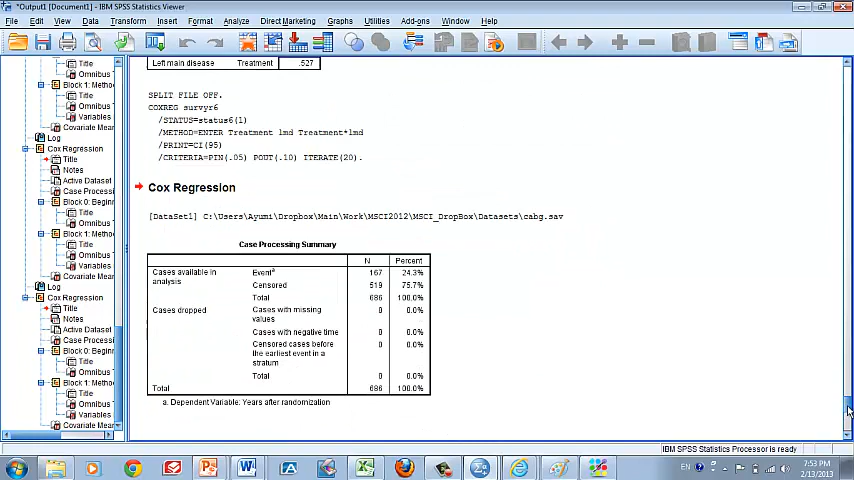 *Output1 [Document1] - IBM SPSS Statistics Viewer
File Edit View Data Transform Insert Format Analyze Direct Marketing Graphs Utilities Add-ons Window Help
Title
Omnibus
Block 1: Metho
Title
Omnibus
Variables
Covariate Mean
Log
Cox Regression
Title
Notes
Active Dataset
Case Processi
Block 0: Beginn
Title
Omnibus
Block 1: Metho
Title
Omnibus
Variables
Covariate Mea
Log
Cox Regression
Title
Notes
Active Dataset
Case Process
Block 0: Beginn
Title
Omnibus
Block 1: Metho
Title
Omnibus
Variables
Covariate Mea
Left main disease Treatment .527
SPLIT FILE OFF.
COXREG survyr6
/STATUS=status6(1)
/METHOD=ENTER Treatment lmd Treatment*lmd
/PRINT=CI(95)
/CRITERIA=PIN(.05) POUT(.10) ITERATE(20).
Cox Regression
[DataSet1] C:\Users\Ayumi\Dropbox\Main\Work\MSCI2012\MSCI_DropBox\Datasets\cabg.sav
Case Processing Summary
N Percent
Cases available in analysis Event a 167 24.3%
Censored 519 75.7%
Total 686 100.0%
Cases dropped Cases with missing values 0 0.0%
Cases with negative time 0 0.0%
Censored cases before the earliest event in a stratum 0 0.0%
Total 0 0.0%
Total 686 100.0%
a. Dependent Variable: Years after randomization
IBM SPSS Statistics Processor is ready
EN
7:53 PM
2/13/2013